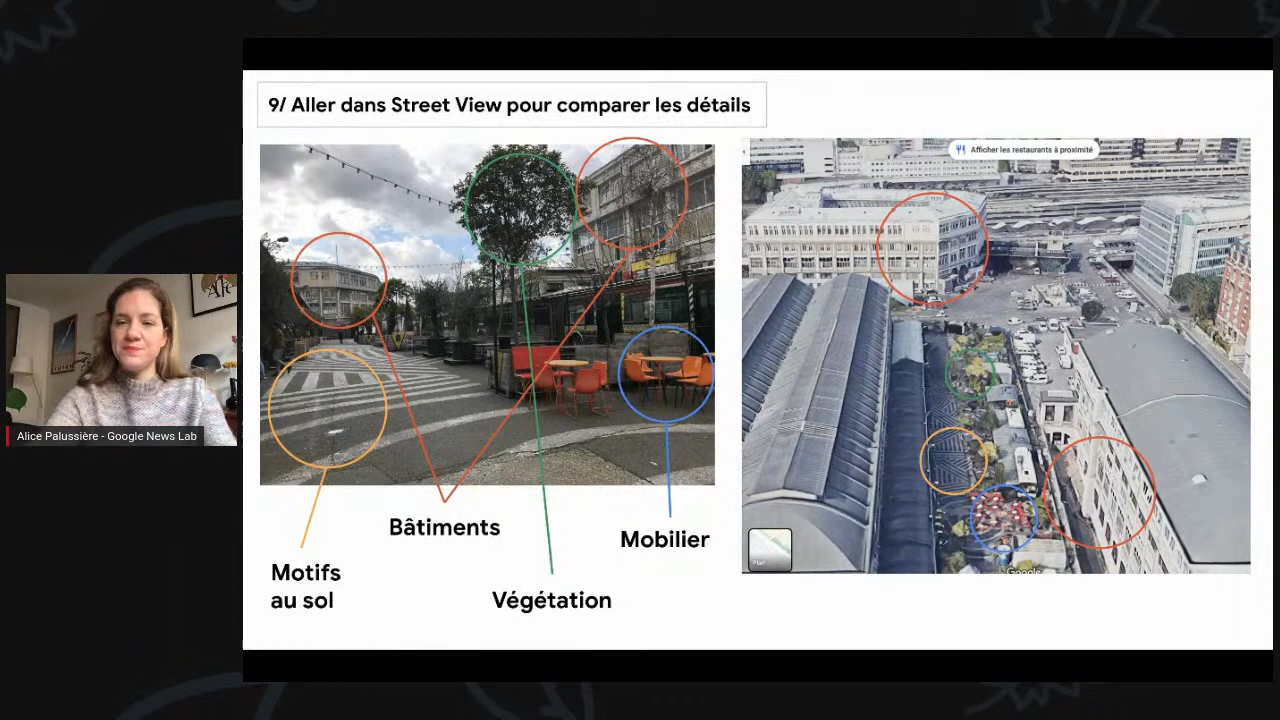 9/ Aller dans Street View pour comparer les détails
Afficher les restaurants à proximité
Bâtiments
Mobilier
Motifs
au sol
Végétation
Plan
Google
Alice Palussière - Google News Lab